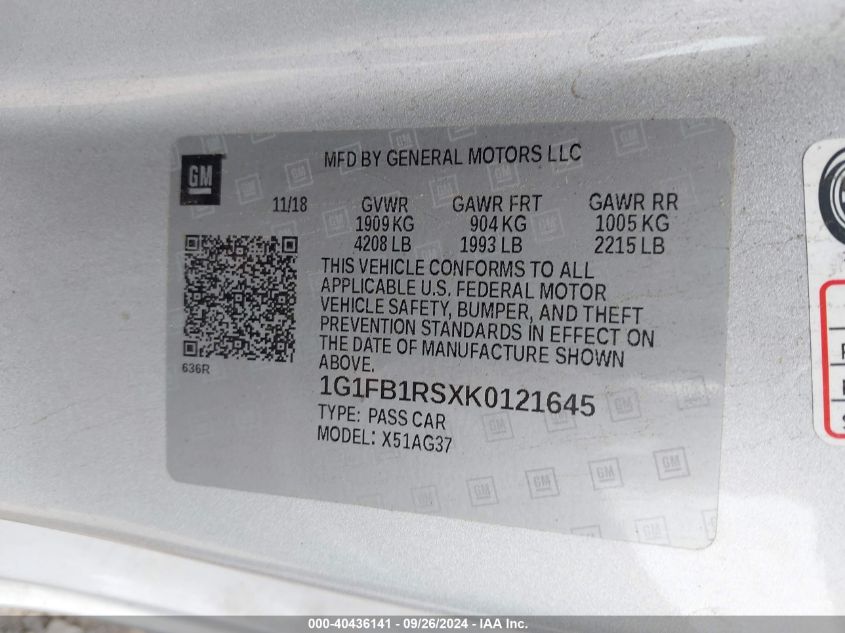 GM
MFD BY GENERAL MOTORS LLC
11/18 GVWR GAWR FRT GAWR RR
1909 KG 904 KG 1005 KG
4208 LB 1993 LB 2215 LB
THIS VEHICLE CONFORMS TO ALL
APPLICABLE U.S. FEDERAL MOTOR
VEHICLE SAFETY, BUMPER, AND THEFT
PREVENTION STANDARDS IN EFFECT ON
THE DATE OF MANUFACTURE SHOWN
ABOVE.
636R
1G1FB1RSXK0121645
TYPE: PASS CAR
MODEL: X51AG37
000-40436141 - 09/26/2024 - IAA Inc.